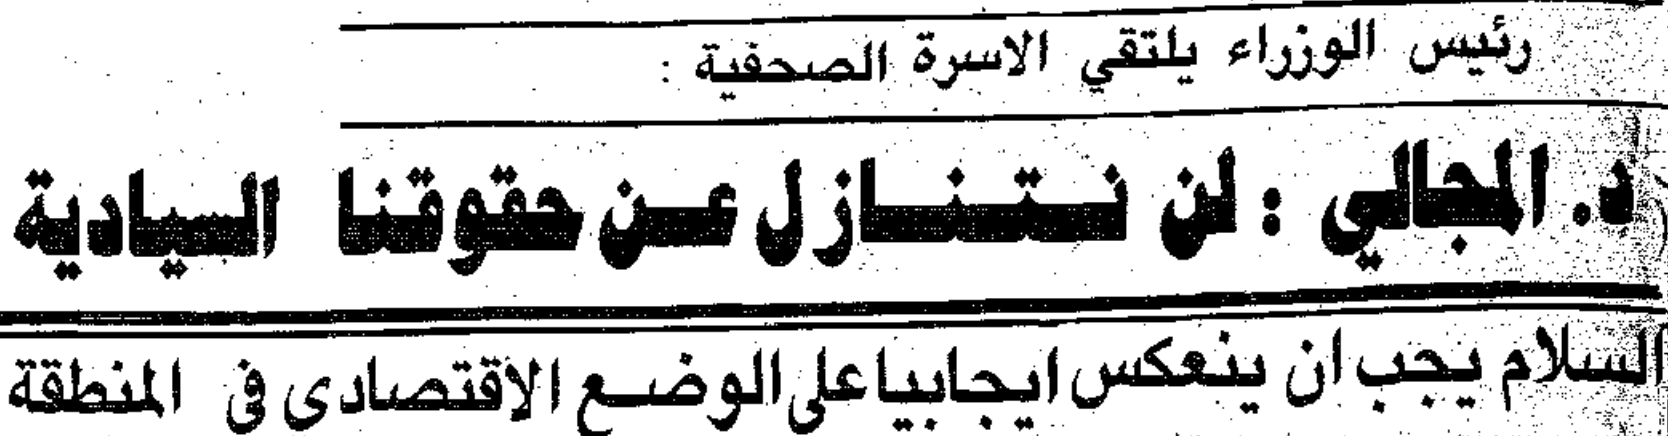 رئيس الوزراء يلتقي الاسرة الصحفية :
د. المجالي : لن نتنازل عن حقوقنا السيادية
السلام يجب ان ينعكس ايجابيا على الوضع الاقتصادى فى المنطقة